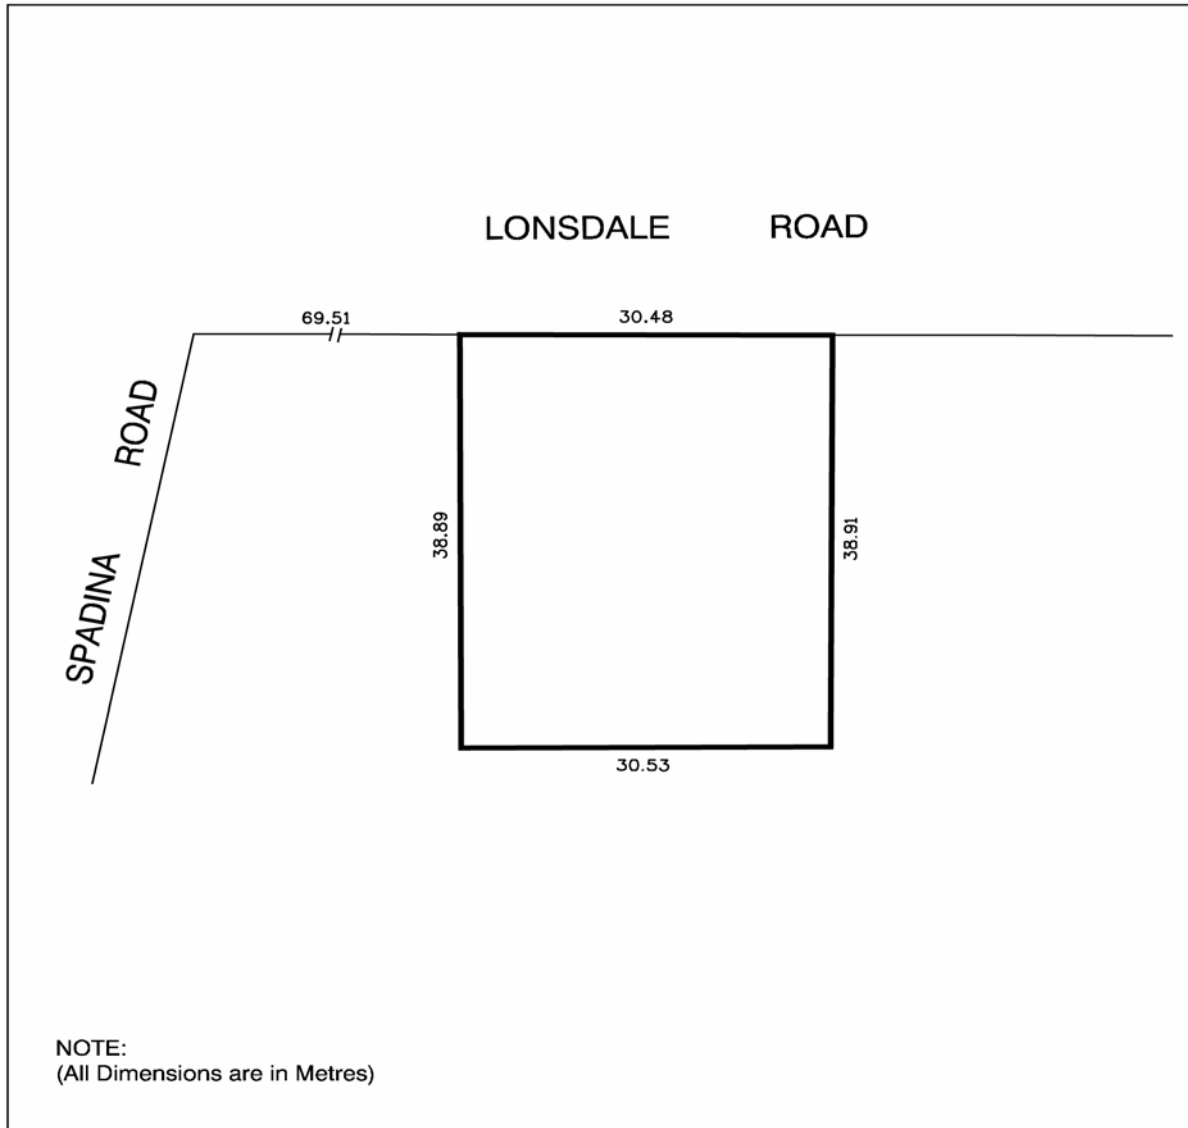 LONSDALE ROAD
69.51
30.48
SPADINA ROAD
38.89
38.91
30.53
NOTE:
(All Dimensions are in Metres)